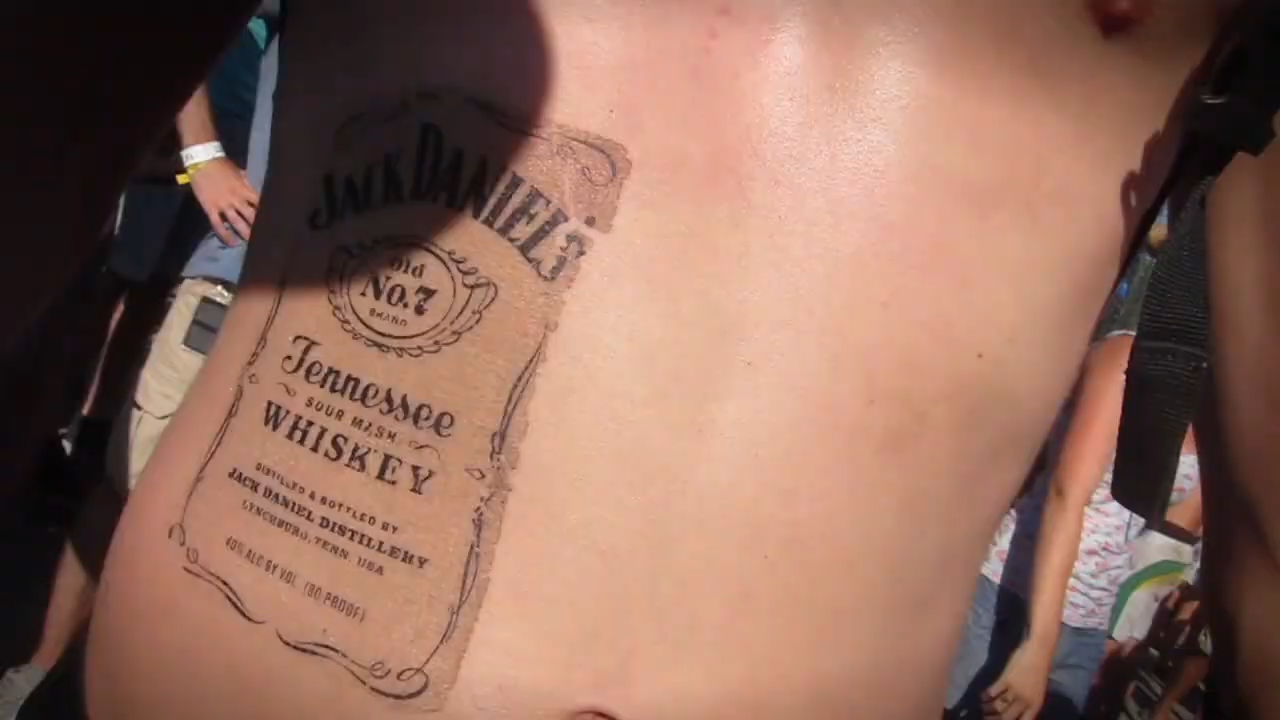 JACK DANIEL'S
Old
No.7
BRAND
Tennessee
SOUR MASH
WHISKEY
DISTILLED & BOTTLED BY
JACK DANIEL DISTILLERY
LYNCHBURG, TENN. USA
40% ALC BY VOL. (80 PROOF)